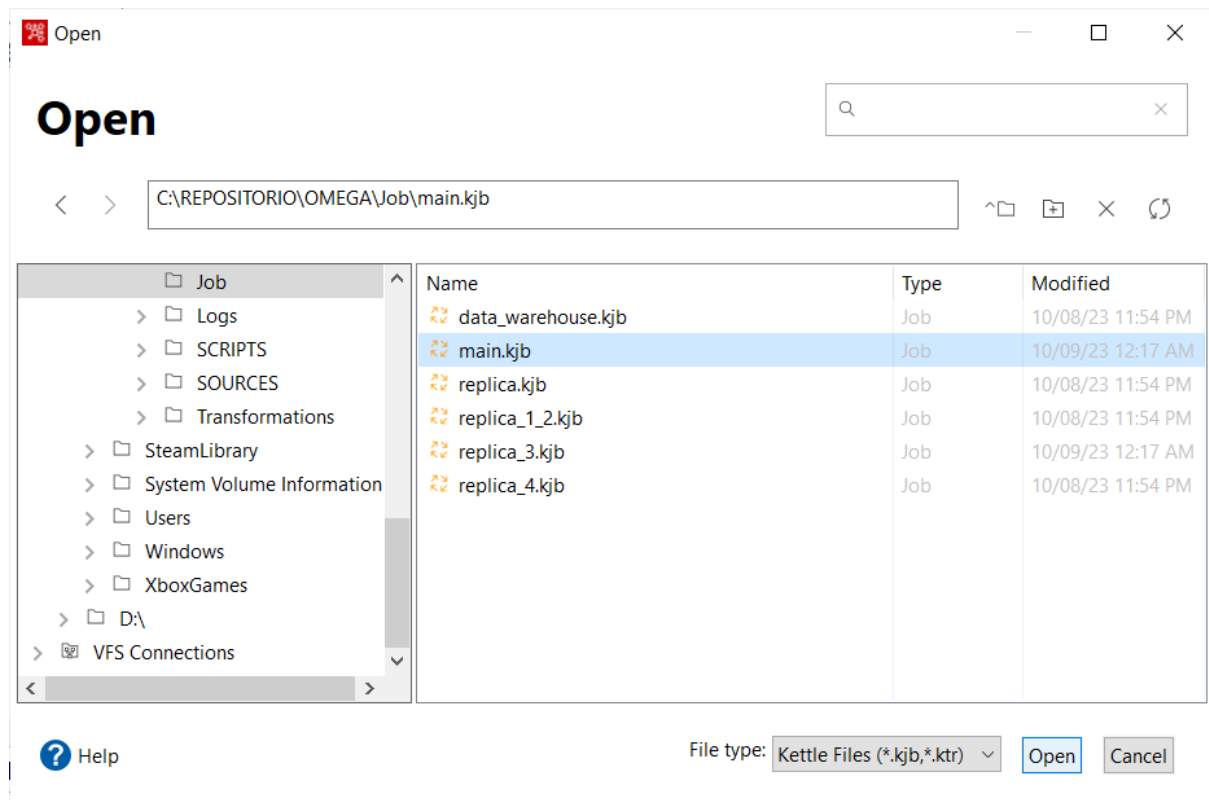 Open
Open
C:\REPOSITORIO\OMEGA\Job\main.kjb
Job
Logs
SCRIPTS
SOURCES
Transformations
SteamLibrary
System Volume Information
Users
Windows
XboxGames
D:\
VFS Connections
Name Type Modified
data_warehouse.kjb Job 10/08/23 11:54 PM
main.kjb Job 10/09/23 12:17 AM
replica.kjb Job 10/08/23 11:54 PM
replica_1_2.kjb Job 10/08/23 11:54 PM
replica_3.kjb Job 10/09/23 12:17 AM
replica_4.kjb Job 10/08/23 11:54 PM
? Help
File type: Kettle Files (*.kjb,*.ktr) Open Cancel